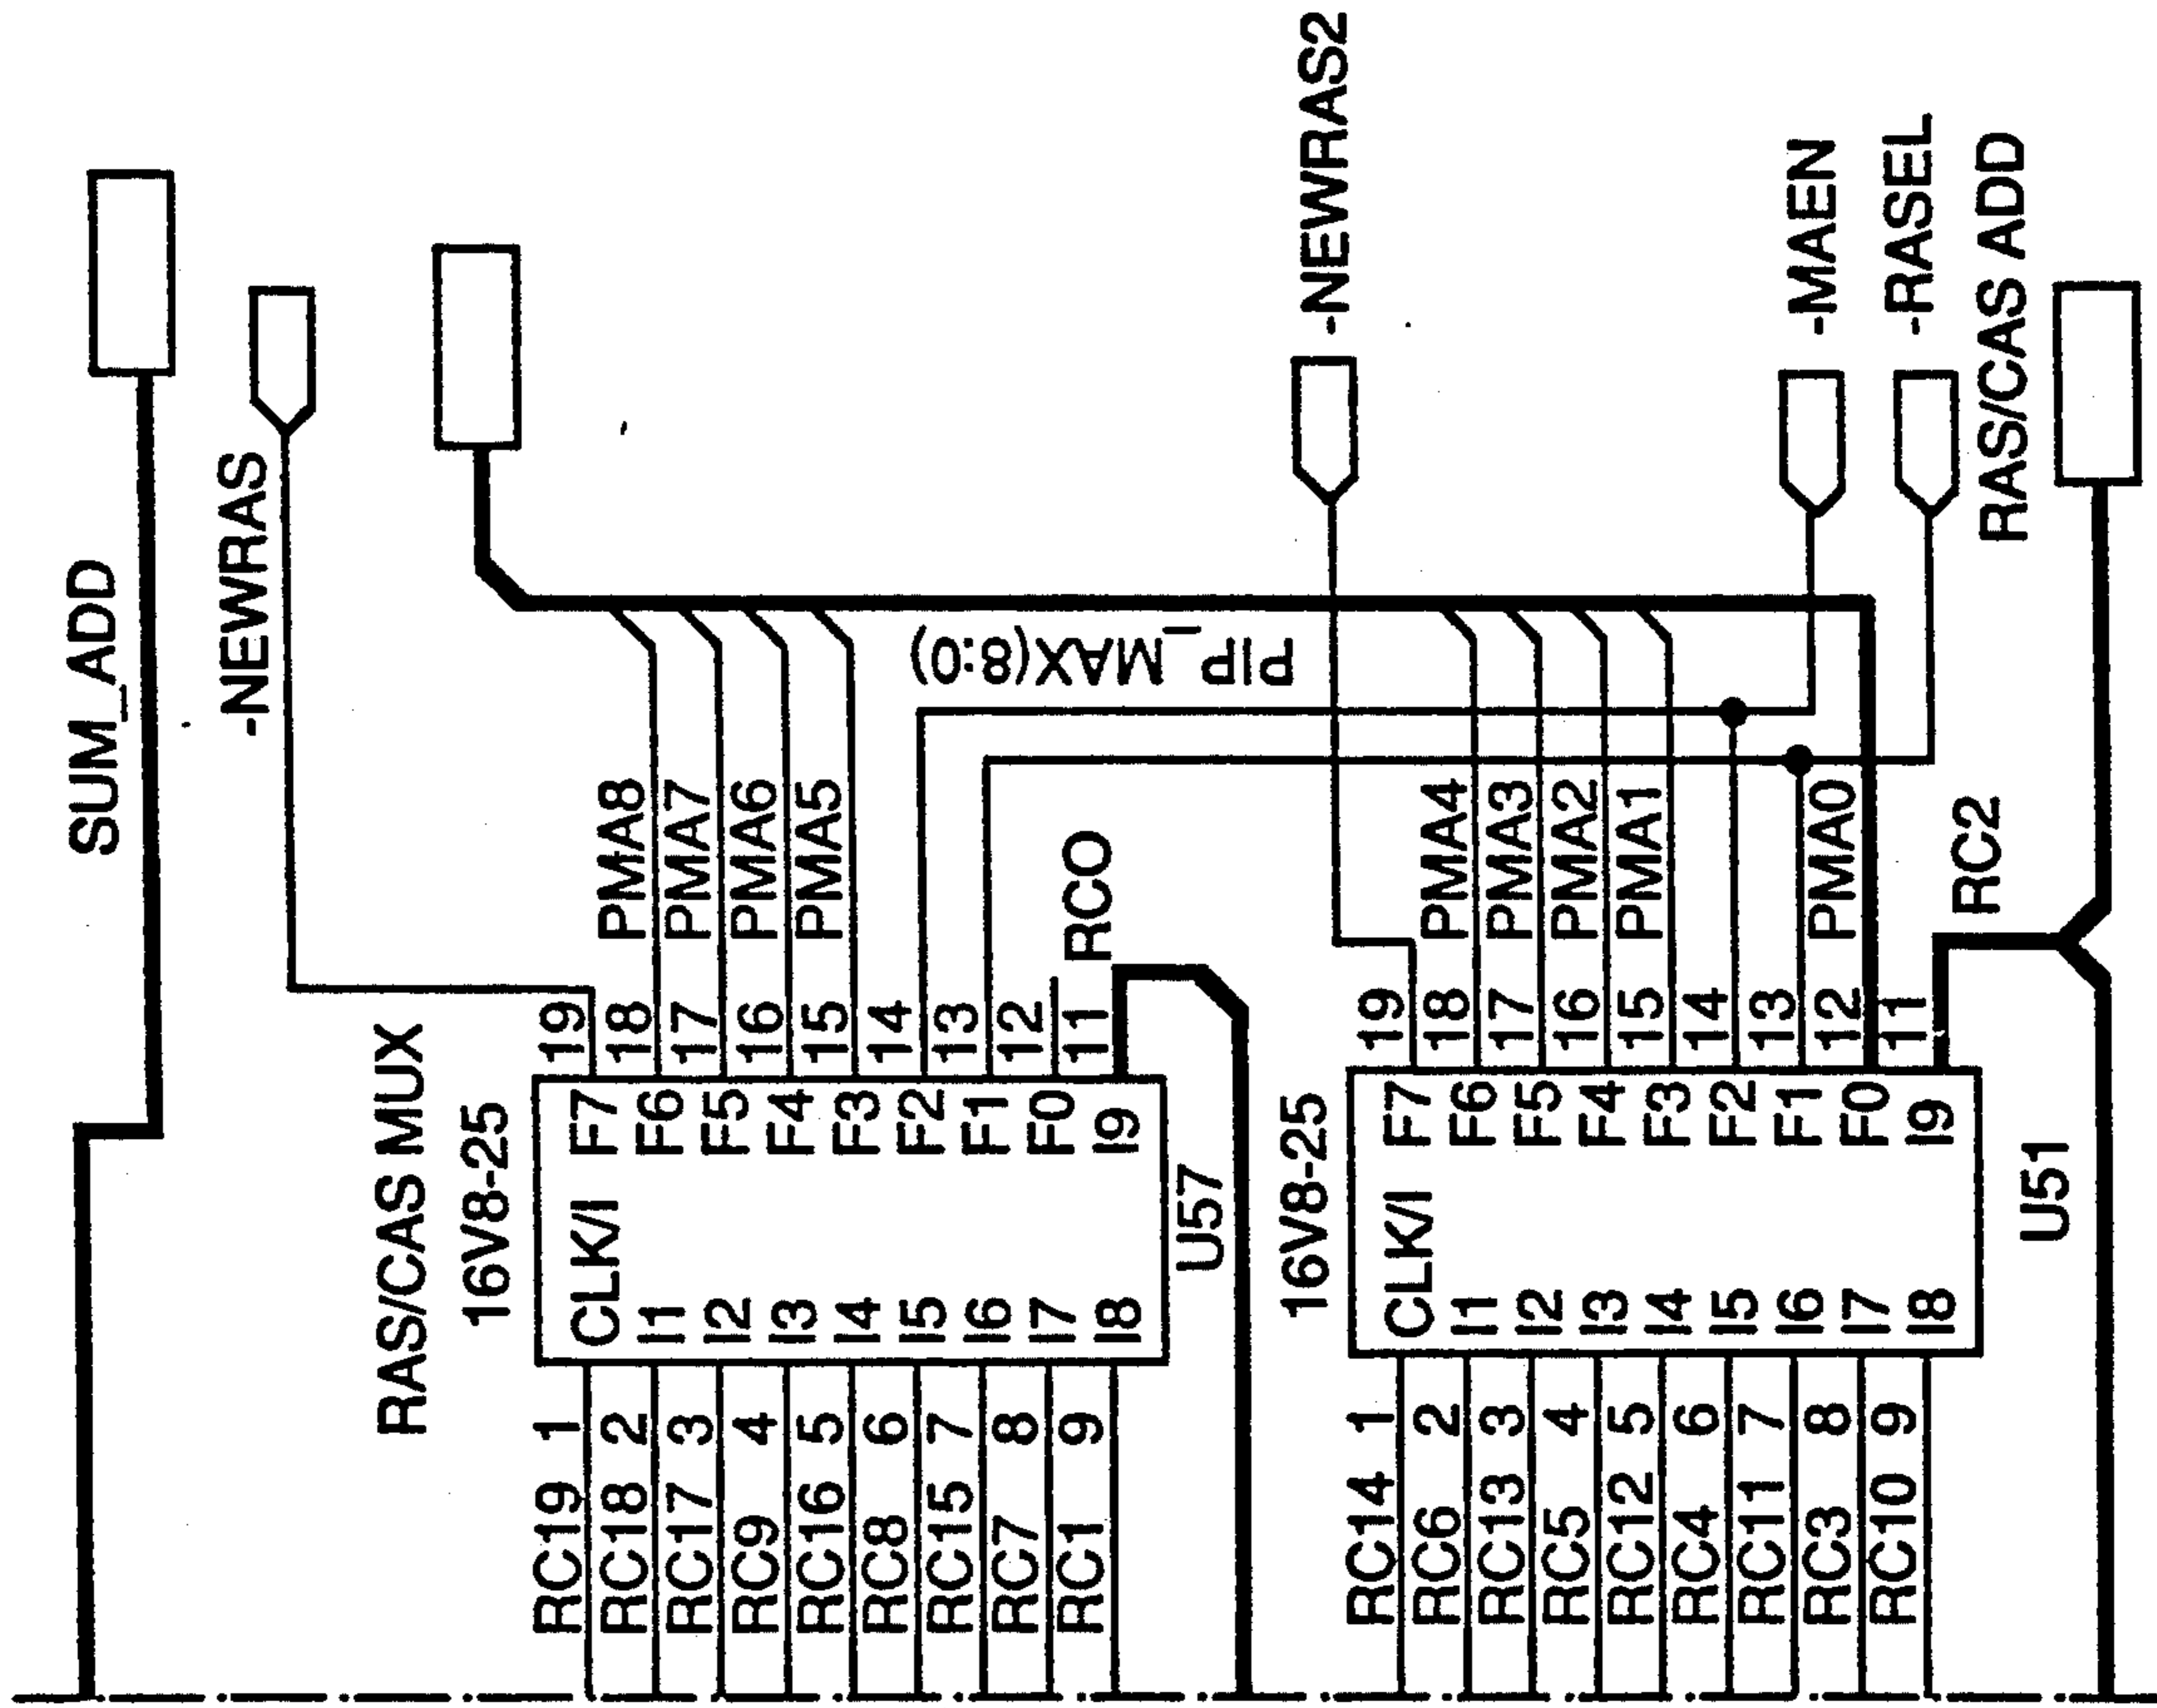 SUM_ADD
-NEWRAS
RAS/CAS MUX
16V8-25
RC19 1 CLK/I F7 19
RC18 2 I1 F6 18 PMA8
RC17 3 I2 F5 17 PMA7
RC9 4 I3 F4 16 PMA6
RC16 5 I4 F3 15 PMA5
RC8 6 I5 F2 14
RC15 7 I6 F1 13
RC7 8 I7 F0 12
RC1 9 I8 I9 11 RCO
U57
PIP_MAX(8:0)
-NEWRAS2
16V8-25
RC14 1 CLK/I F7 19
RC6 2 I1 F6 18 PMA4
RC13 3 I2 F5 17 PMA3
RC5 4 I3 F4 16 PMA2
RC12 5 I4 F3 15 PMA1
RC4 6 I5 F2 14
RC11 7 I6 F1 13
RC3 8 I7 F0 12 PMA0
RC10 9 I8 I9 11
U51
RC2
-MAEN
-RASEL
RAS/CAS ADD